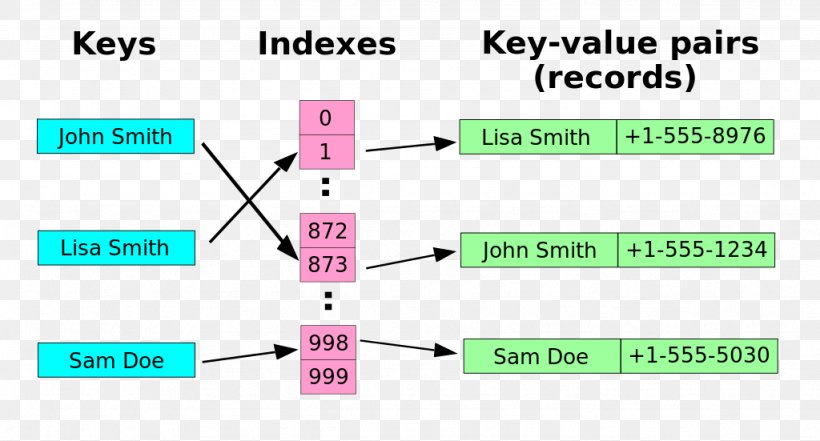 Keys
Indexes
Key-value pairs
(records)
John Smith
0
1
:
Lisa Smith +1-555-8976
Lisa Smith
872
873
:
John Smith +1-555-1234
Sam Doe
998
999
Sam Doe +1-555-5030